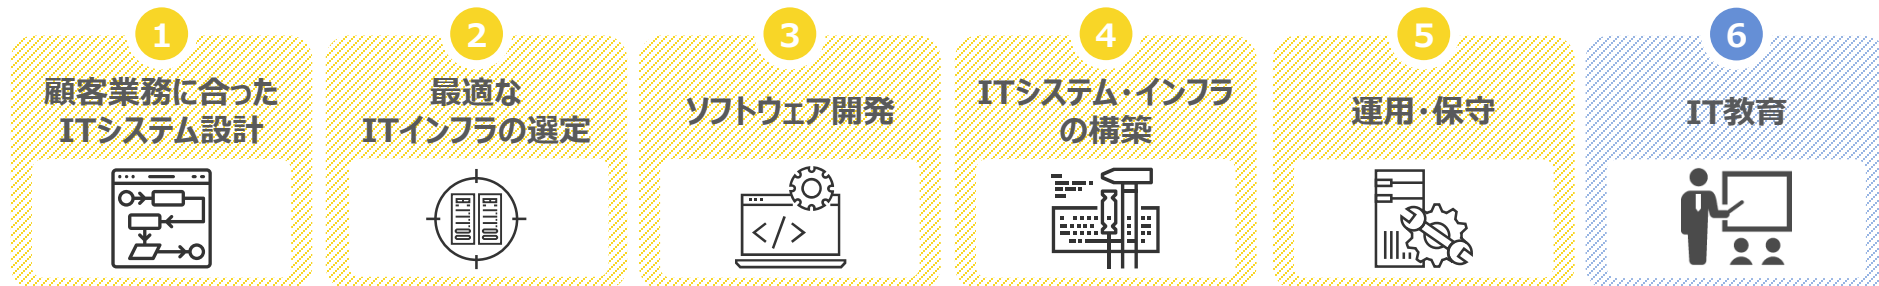 1
顧客業務に合った
ITシステム設計
2
最適な
ITインフラの選定
3
ソフトウェア開発
</>
4
ITシステム・インフラ
の構築
5
運用・保守
6
IT教育